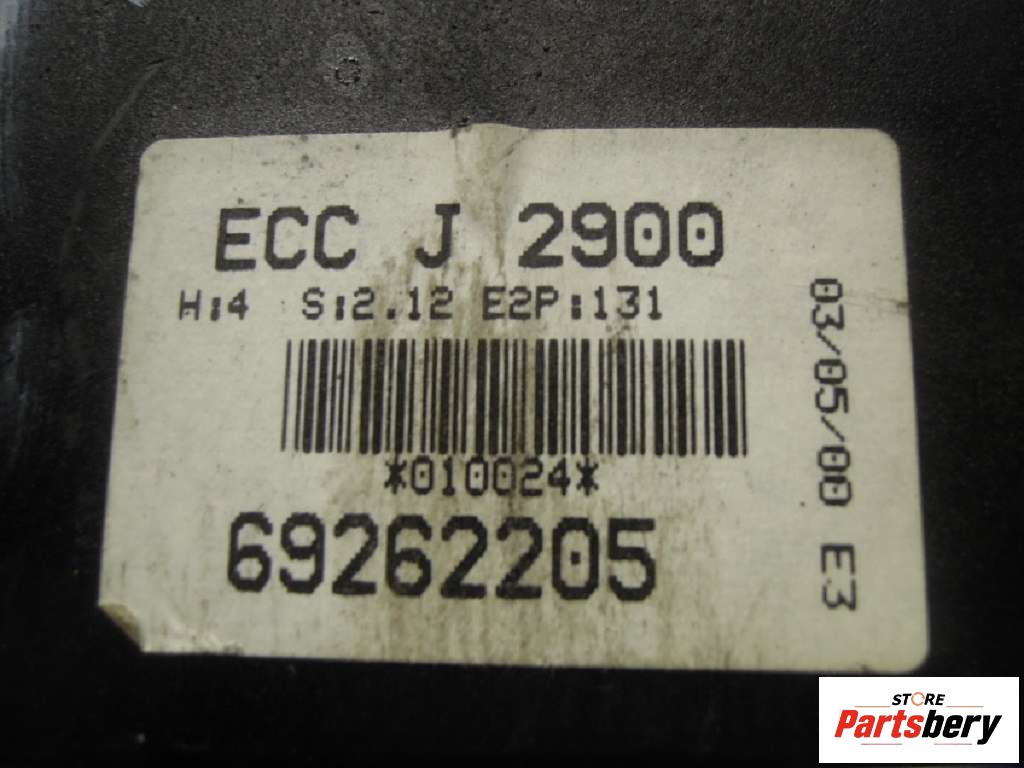 ECC J 2900
H:4 S:2.12 E2P:131
*010024*
69262205
03/05/00 E3
STORE
Partsbery